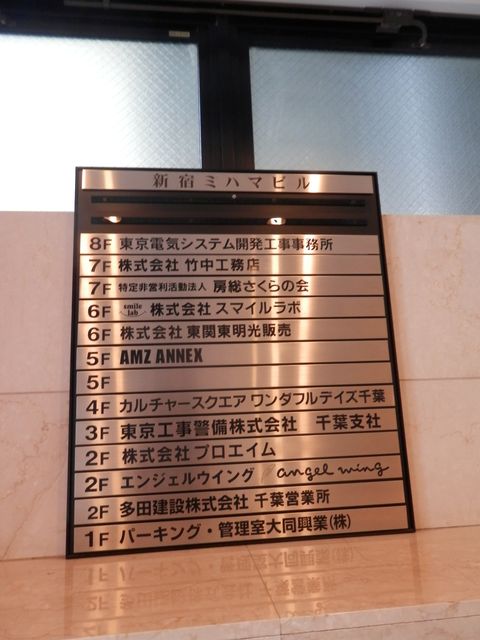 新宿ミハマビル
8F 東京電気システム開発工事事務所
7F 株式会社 竹中工務店
7F 特定非営利活動法人 房総さくらの会
6F smile lab 株式会社 スマイルラボ
6F 株式会社 東関東明光販売
5F AMZ ANNEX
5F
4F カルチャースクエア ワンダフルデイズ千葉
3F 東京工事警備株式会社 千葉支社
2F 株式会社 プロエイム
2F エンジェルウイング angel wing
2F 多田建設株式会社 千葉営業所
1F パーキング・管理室大同興業(株)